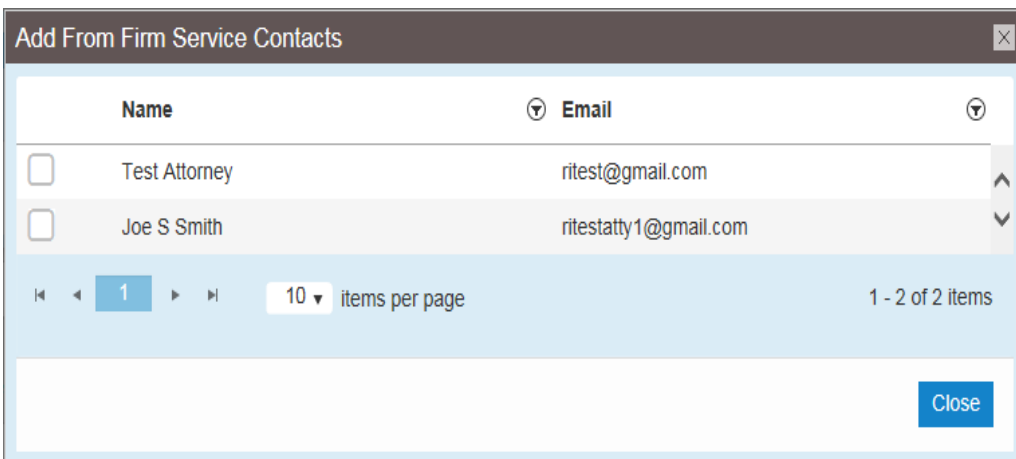 Add From Firm Service Contacts
Name Email
Test Attorney ritest@gmail.com
Joe S Smith ritestatty1@gmail.com
1 10 items per page 1 - 2 of 2 items
Close